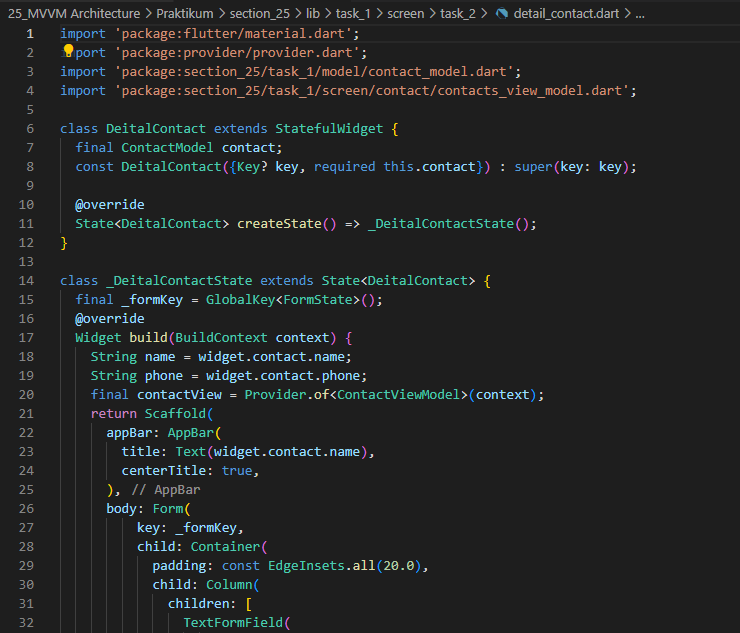 25_MVVM Architecture > Praktikum > section_25 > lib > task_1 > screen > task_2 > detail_contact.dart > ...
1 import 'package:flutter/material.dart';
2 port 'package:provider/provider.dart';
3 import 'package:section_25/task_1/model/contact_model.dart';
4 import 'package:section_25/task_1/screen/contact/contacts_view_model.dart';
5
6 class DeitalContact extends StatefulWidget {
7 final ContactModel contact;
8 const DeitalContact({Key? key, required this.contact}) : super(key: key);
9
10 @override
11 State<DeitalContact> createState() => _DeitalContactState();
12 }
13
14 class _DeitalContactState extends State<DeitalContact> {
15 final _formKey = GlobalKey<FormState>();
16 @override
17 Widget build(BuildContext context) {
18 String name = widget.contact.name;
19 String phone = widget.contact.phone;
20 final contactView = Provider.of<ContactViewModel>(context);
21 return Scaffold(
22 appBar: AppBar(
23 title: Text(widget.contact.name),
24 centerTitle: true,
25 ), // AppBar
26 body: Form(
27 key: _formKey,
28 child: Container(
29 padding: const EdgeInsets.all(20.0),
30 child: Column(
31 children: [
32 TextFormField(